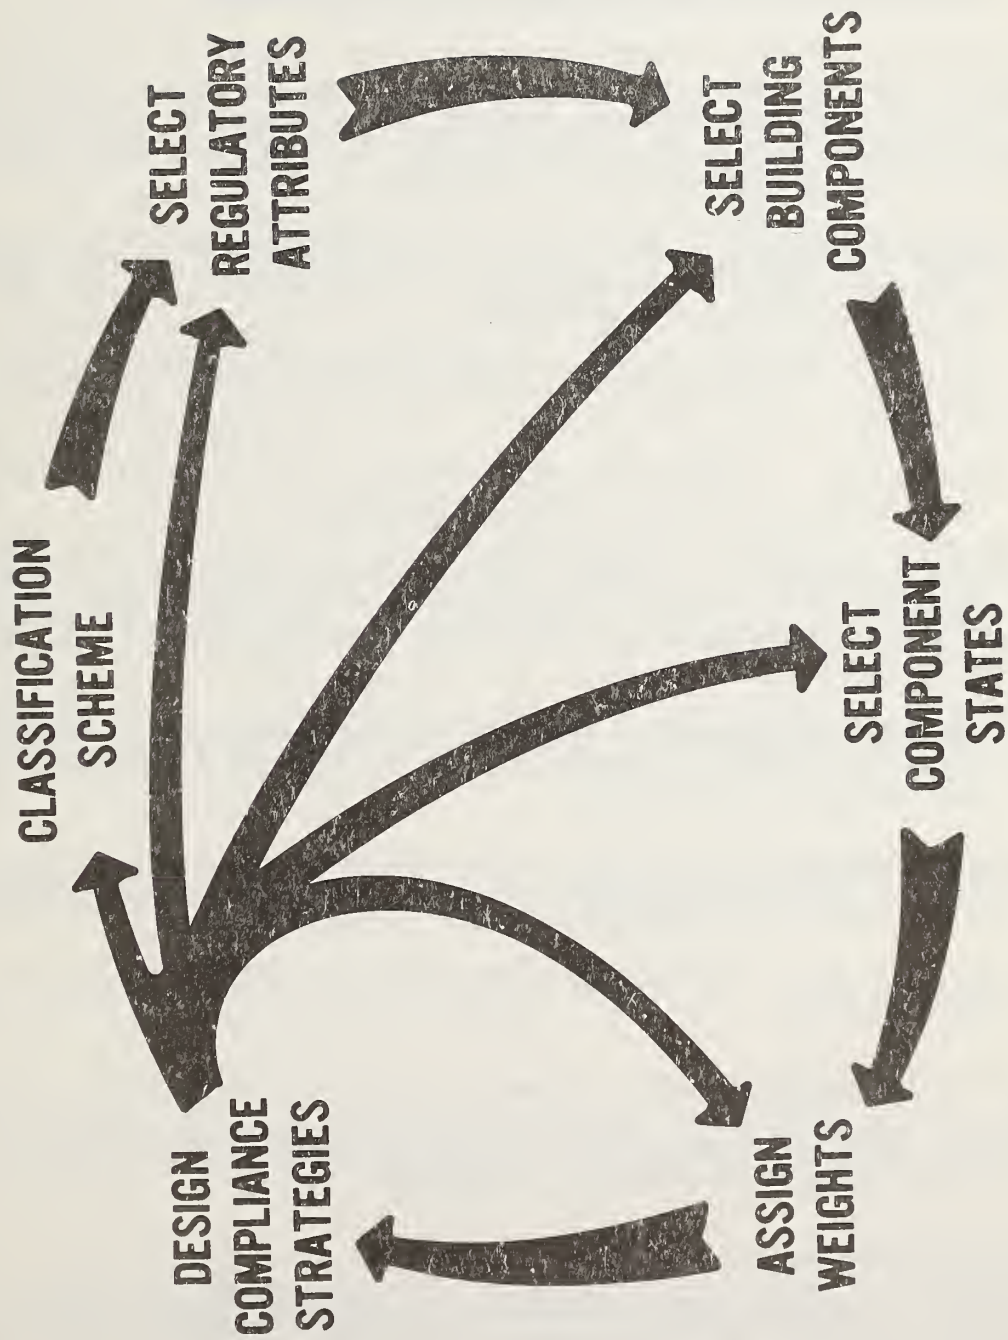 CLASSIFICATION
SCHEME
SELECT
REGULATORY
ATTRIBUTES
SELECT
BUILDING
COMPONENTS
SELECT
COMPONENT
STATES
ASSIGN
WEIGHTS
DESIGN
COMPLIANCE
STRATEGIES